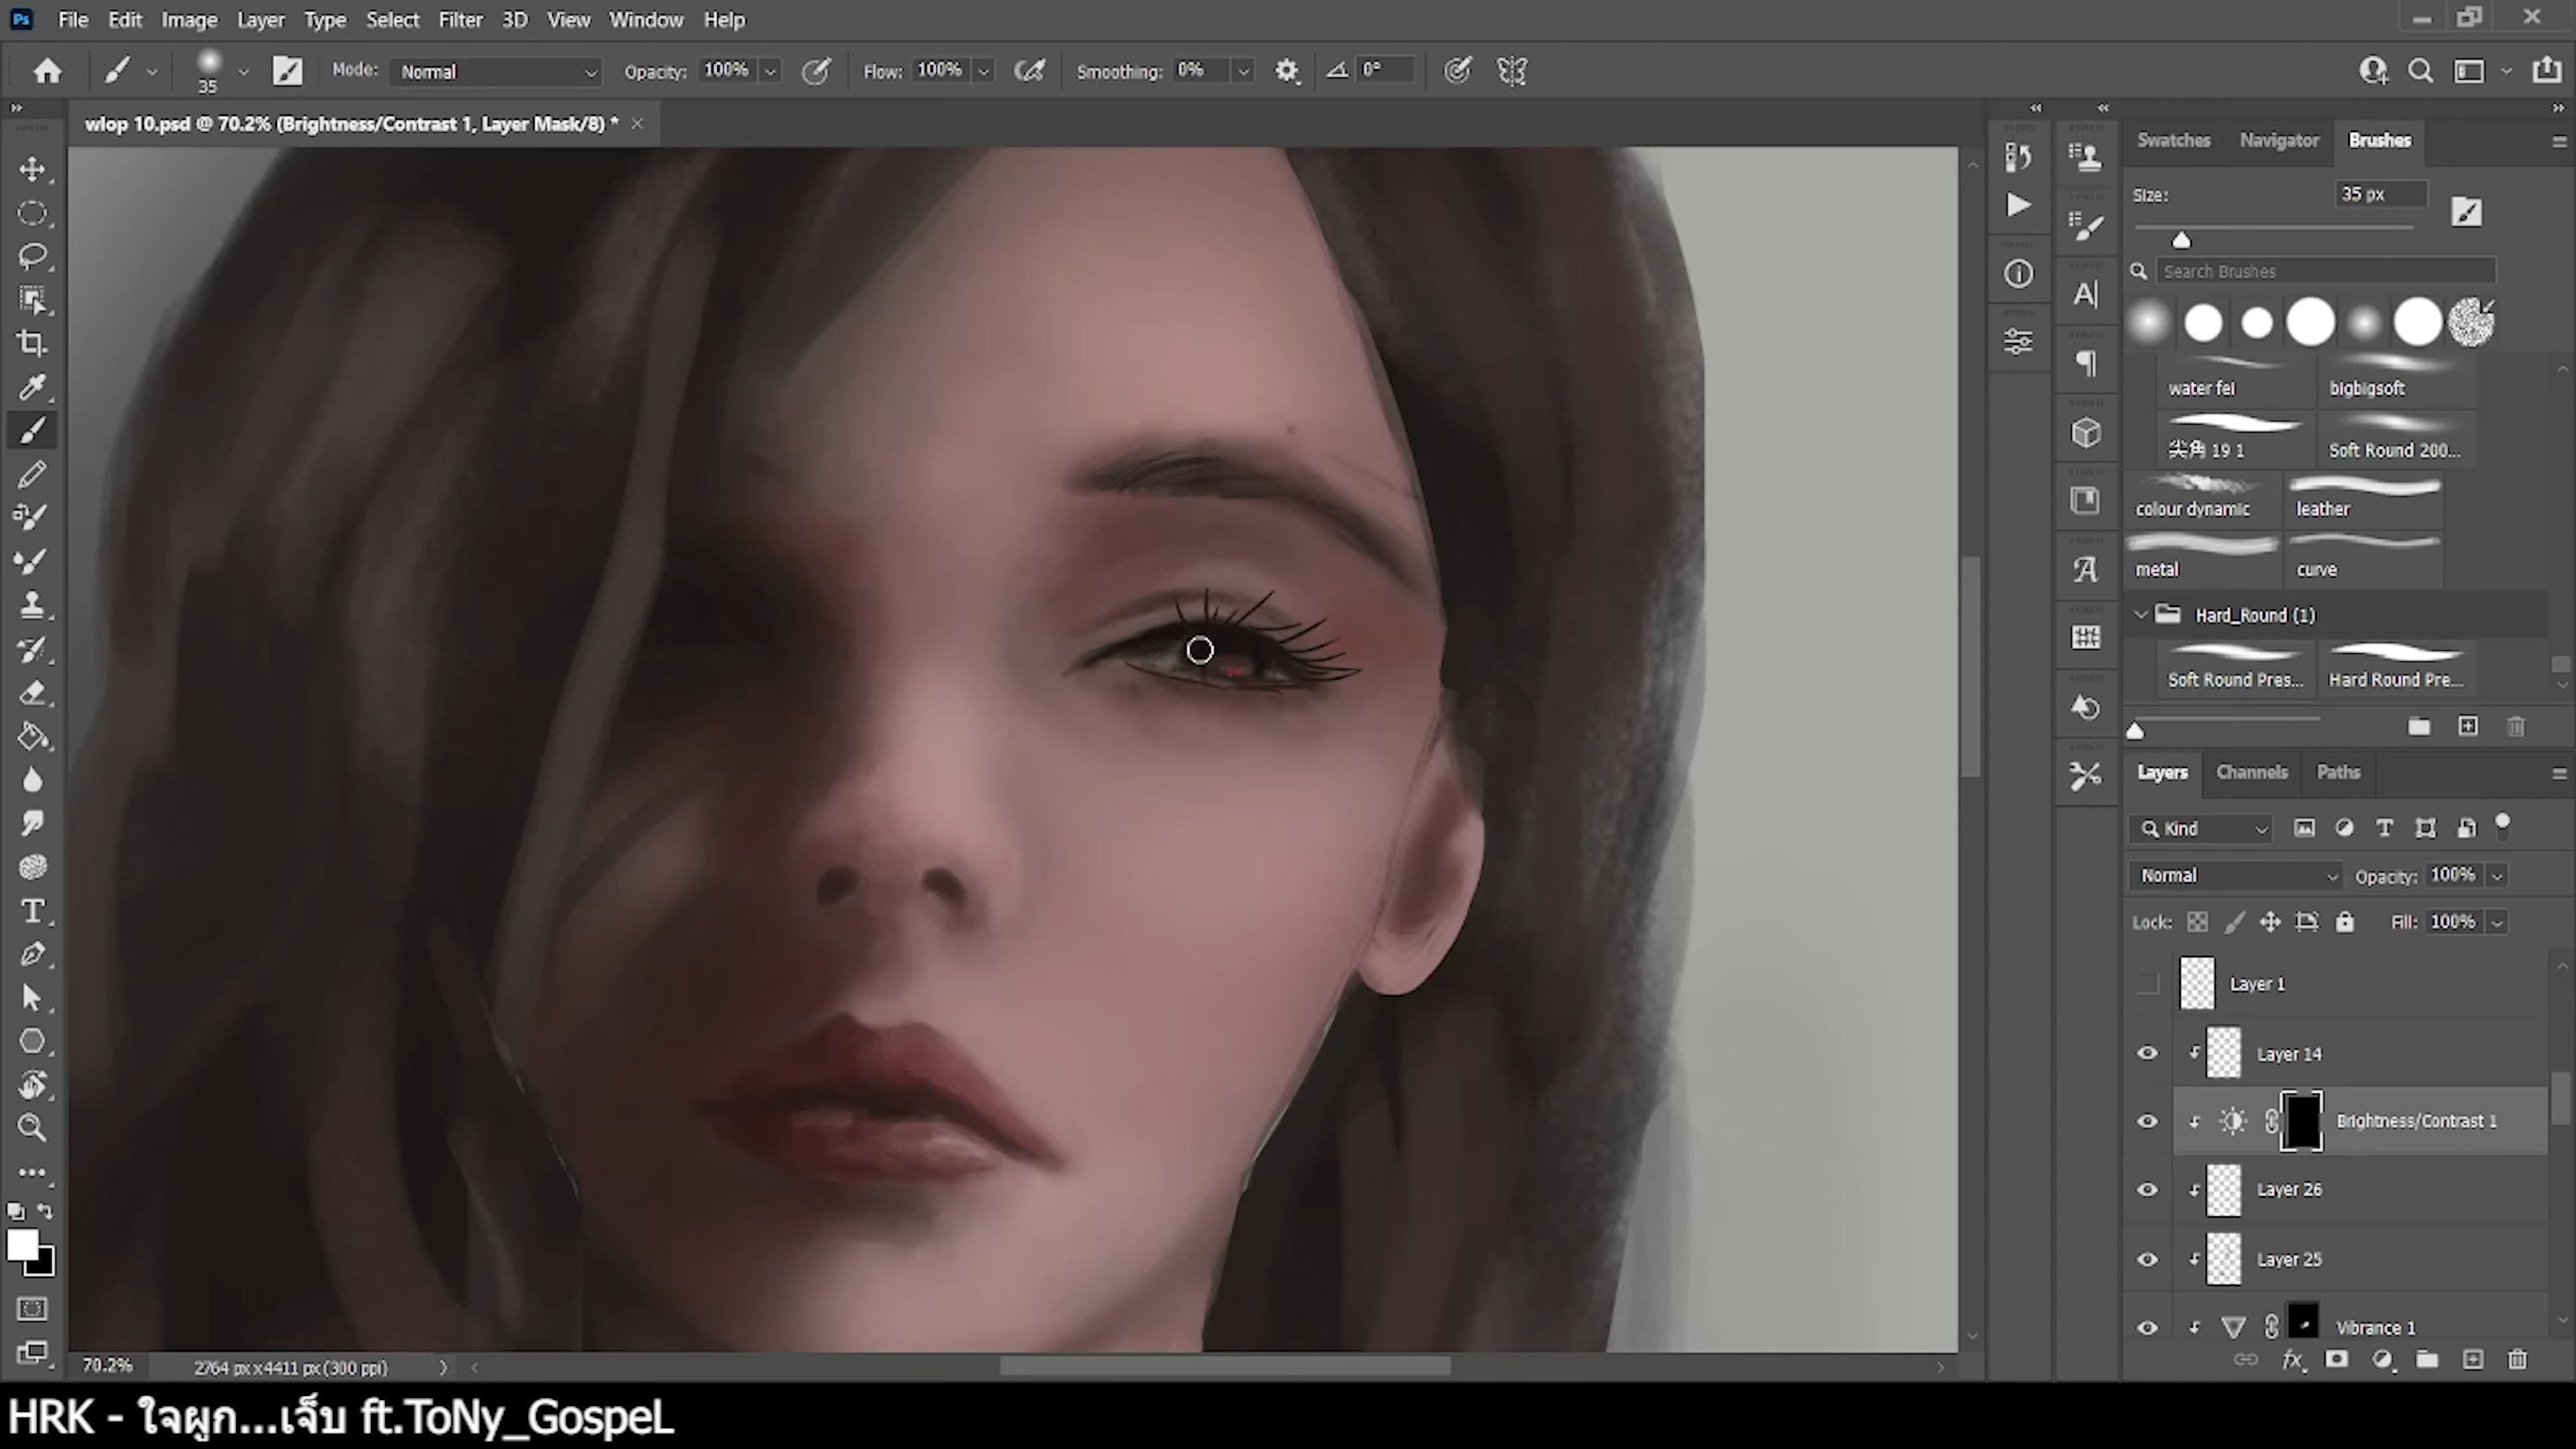 Ps File Edit Image Layer Type Select Filter 3D View Window Help
35 Mode: Normal Opacity: 100% Flow: 100% Smoothing: 0% 0°
wlop 10.psd @ 70.2% (Brightness/Contrast 1, Layer Mask/8) *
Swatches Navigator Brushes
Size: 35 px
Search Brushes
water fei bigbigsoft
尖角 19 1 Soft Round 200...
colour dynamic leather
metal curve
Hard_Round (1)
Soft Round Pres... Hard Round Pre...
Layers Channels Paths
Kind
Normal Opacity: 100%
Lock: Fill: 100%
Layer 1
Layer 14
Brightness/Contrast 1
Layer 26
Layer 25
Vibrance 1
70.2% 2764 px x 4411 px (300 ppi)
HRK - ใจผูก...เจ็บ ft.ToNy_GospeL